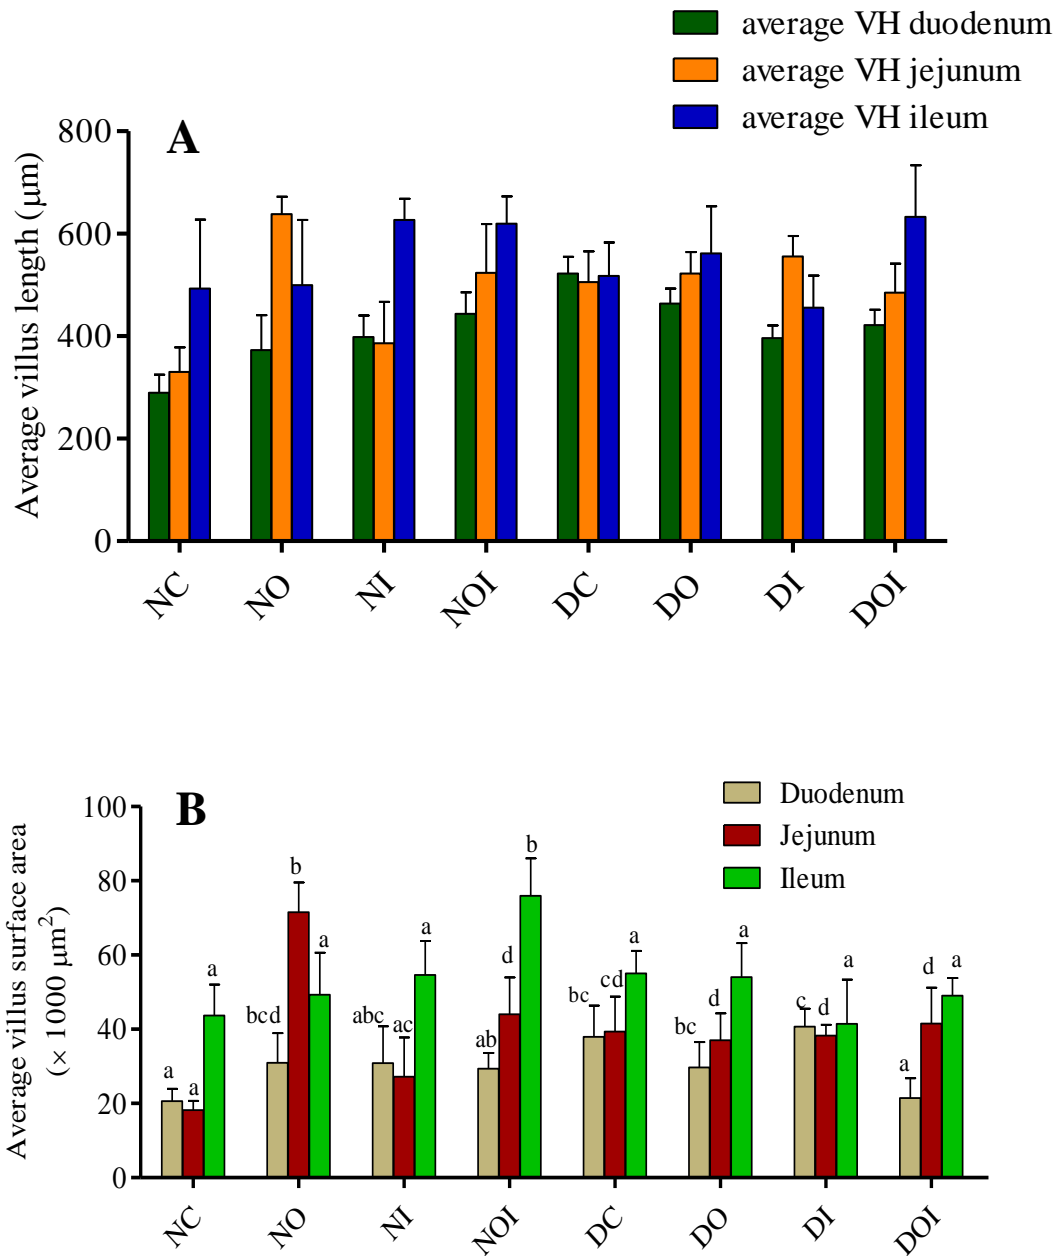 average VH duodenum
average VH jejunum
average VH ileum
A
Average villus length (μm)
800
600
400
200
0
NC NO NI NOI DC DO DI DOI
B
Duodenum
Jejunum
Ileum
Average villus surface area
(× 1000 μm²)
100
80
60
40
20
0
a a a
bcd b a
abc ac a
ab d b
bc cd a
bc d a
c d a
a d a
NC NO NI NOI DC DO DI DOI